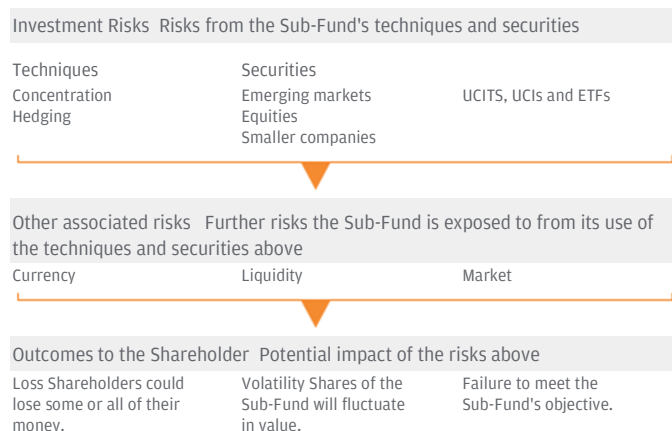 Investment Risks Risks from the Sub-Fund's techniques and securities
Techniques
Concentration
Hedging
Securities
Emerging markets
Equities
Smaller companies
UCITS, UCIs and ETFs
Other associated risks Further risks the Sub-Fund is exposed to from its use of
the techniques and securities above
Currency
Liquidity
Market
Outcomes to the Shareholder Potential impact of the risks above
Loss Shareholders could
lose some or all of their
money.
Volatility Shares of the
Sub-Fund will fluctuate
in value.
Failure to meet the
Sub-Fund's objective.